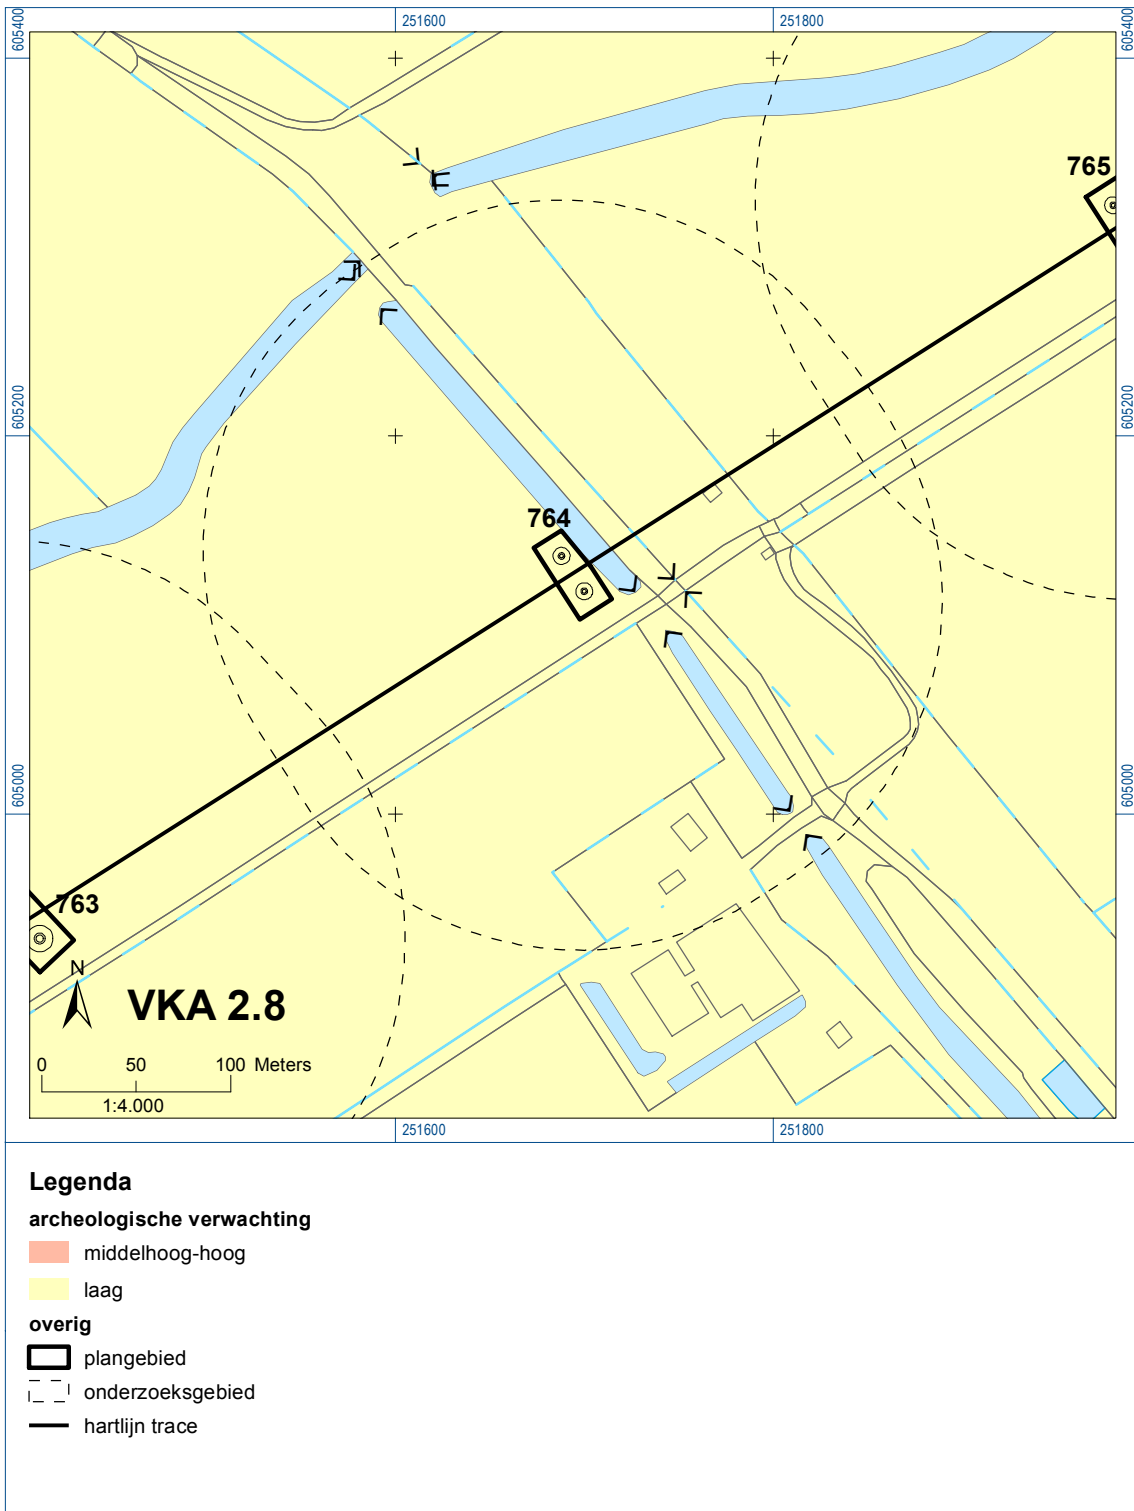 251600
251800
605400
605400
765
605200
605200
764
605000
605000
763
N
VKA 2.8
0 50 100 Meters
1:4.000
251600
251800
Legenda
archeologische verwachting
middelhoog-hoog
laag
overig
plangebied
onderzoeksgebied
hartlijn trace